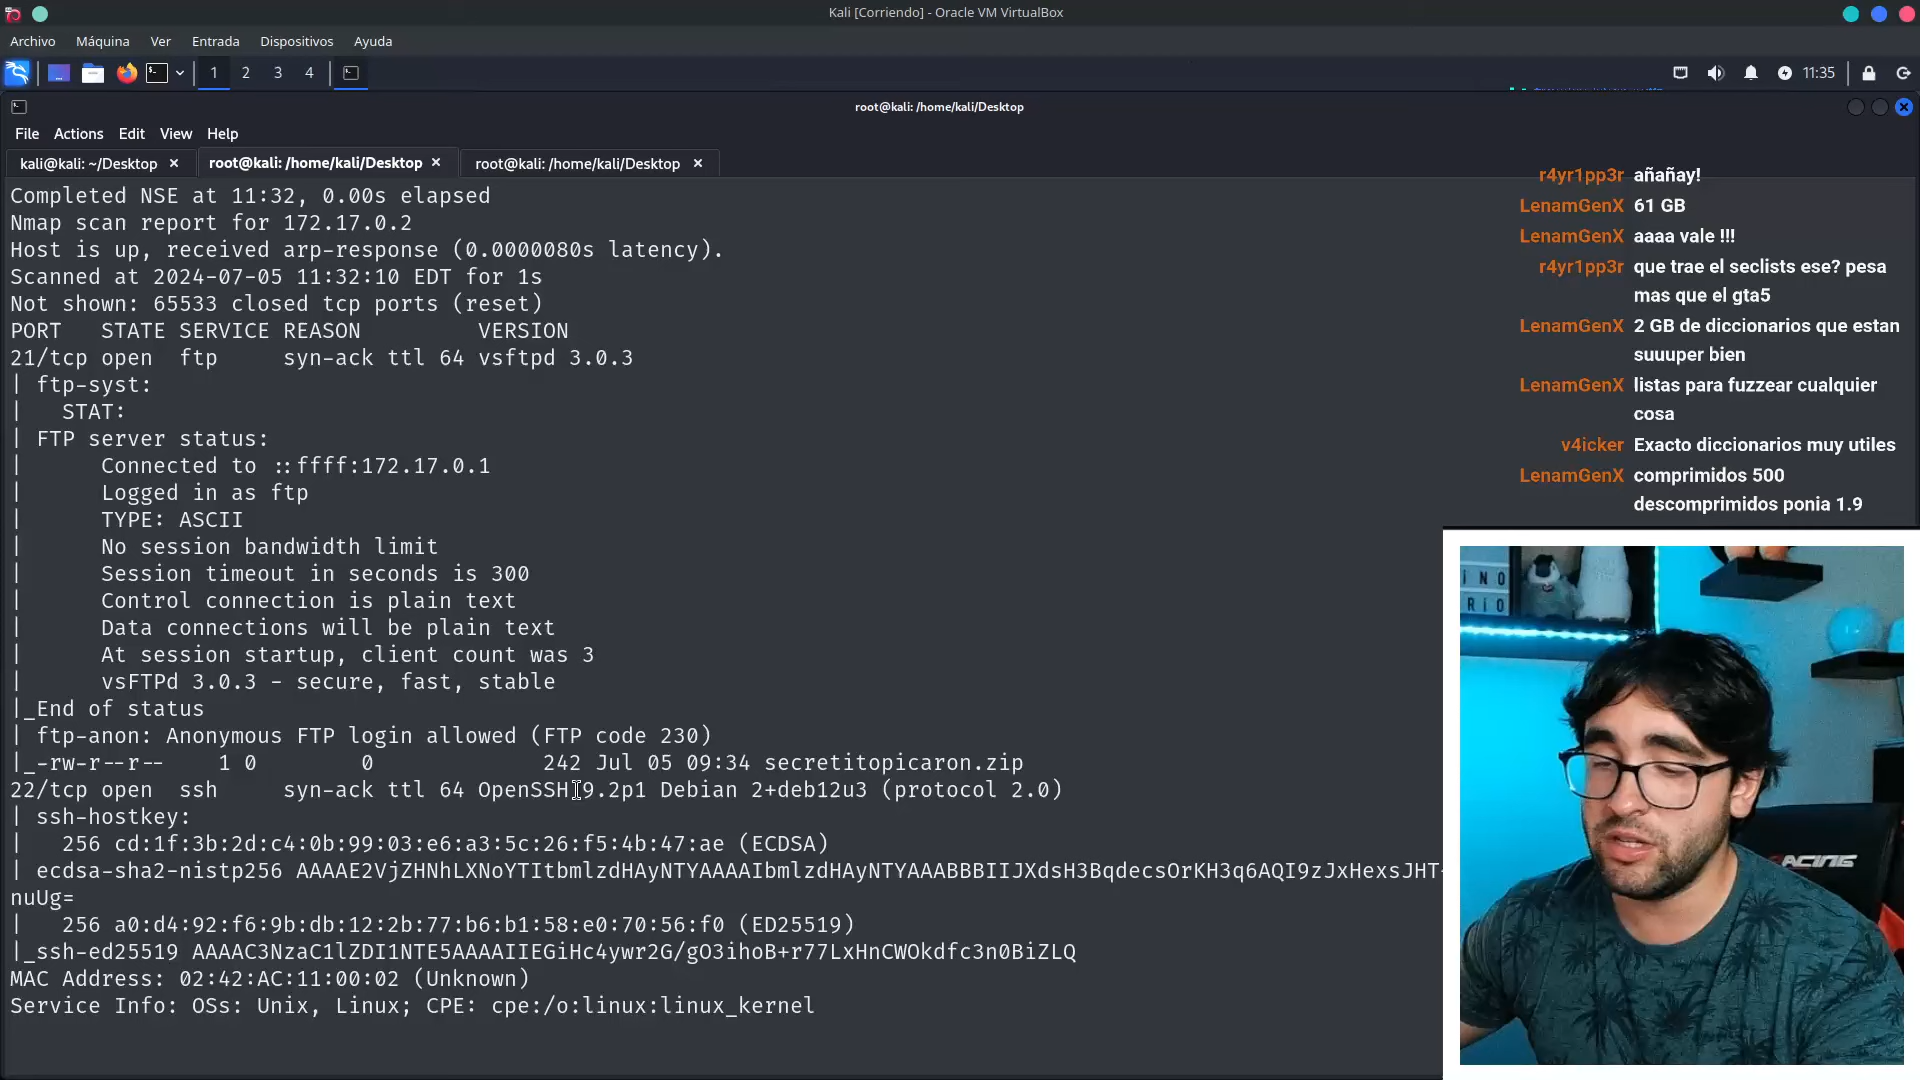 Kali [Corriendo] - Oracle VM VirtualBox
Archivo Máquina Ver Entrada Dispositivos Ayuda
1 2 3 4 11:35
root@kali: /home/kali/Desktop
File Actions Edit View Help
kali@kali: ~/Desktop root@kali: /home/kali/Desktop root@kali: /home/kali/Desktop
Completed NSE at 11:32, 0.00s elapsed
Nmap scan report for 172.17.0.2
Host is up, received arp-response (0.0000080s latency).
Scanned at 2024-07-05 11:32:10 EDT for 1s
Not shown: 65533 closed tcp ports (reset)
PORT STATE SERVICE REASON VERSION
21/tcp open ftp syn-ack ttl 64 vsftpd 3.0.3
| ftp-syst:
| STAT:
| FTP server status:
| Connected to ::ffff:172.17.0.1
| Logged in as ftp
| TYPE: ASCII
| No session bandwidth limit
| Session timeout in seconds is 300
| Control connection is plain text
| Data connections will be plain text
| At session startup, client count was 3
| vsFTPd 3.0.3 - secure, fast, stable
|_End of status
| ftp-anon: Anonymous FTP login allowed (FTP code 230)
|_-rw-r--r-- 1 0 0 242 Jul 05 09:34 secretitopicaron.zip
22/tcp open ssh syn-ack ttl 64 OpenSSH 9.2p1 Debian 2+deb12u3 (protocol 2.0)
| ssh-hostkey:
| 256 cd:1f:3b:2d:c4:0b:99:03:e6:a3:5c:26:f5:4b:47:ae (ECDSA)
| ecdsa-sha2-nistp256 AAAAE2VjZHNhLXNoYTItbmlzdHAyNTYAAAAIbmlzdHAyNTYAAABBBIIJXdsH3BqdecsOrKH3q6AQI9zJxHexsJHT
nuUg=
| 256 a0:d4:92:f6:9b:db:12:2b:77:b6:b1:58:e0:70:56:f0 (ED25519)
|_ssh-ed25519 AAAAC3NzaC1lZDI1NTE5AAAAIIEGiHc4ywr2G/gO3ihoB+r77LxHnCWOkdfc3n0BiZLQ
MAC Address: 02:42:AC:11:00:02 (Unknown)
Service Info: OSs: Unix, Linux; CPE: cpe:/o:linux:linux_kernel
r4yr1pp3r añañay!
LenamGenX 61 GB
LenamGenX aaaa vale !!!
r4yr1pp3r que trae el seclists ese? pesa
mas que el gta5
LenamGenX 2 GB de diccionarios que estan
suuuper bien
LenamGenX listas para fuzzear cualquier
cosa
v4icker Exacto diccionarios muy utiles
LenamGenX comprimidos 500
descomprimidos ponia 1.9
INO
RIO
ACING